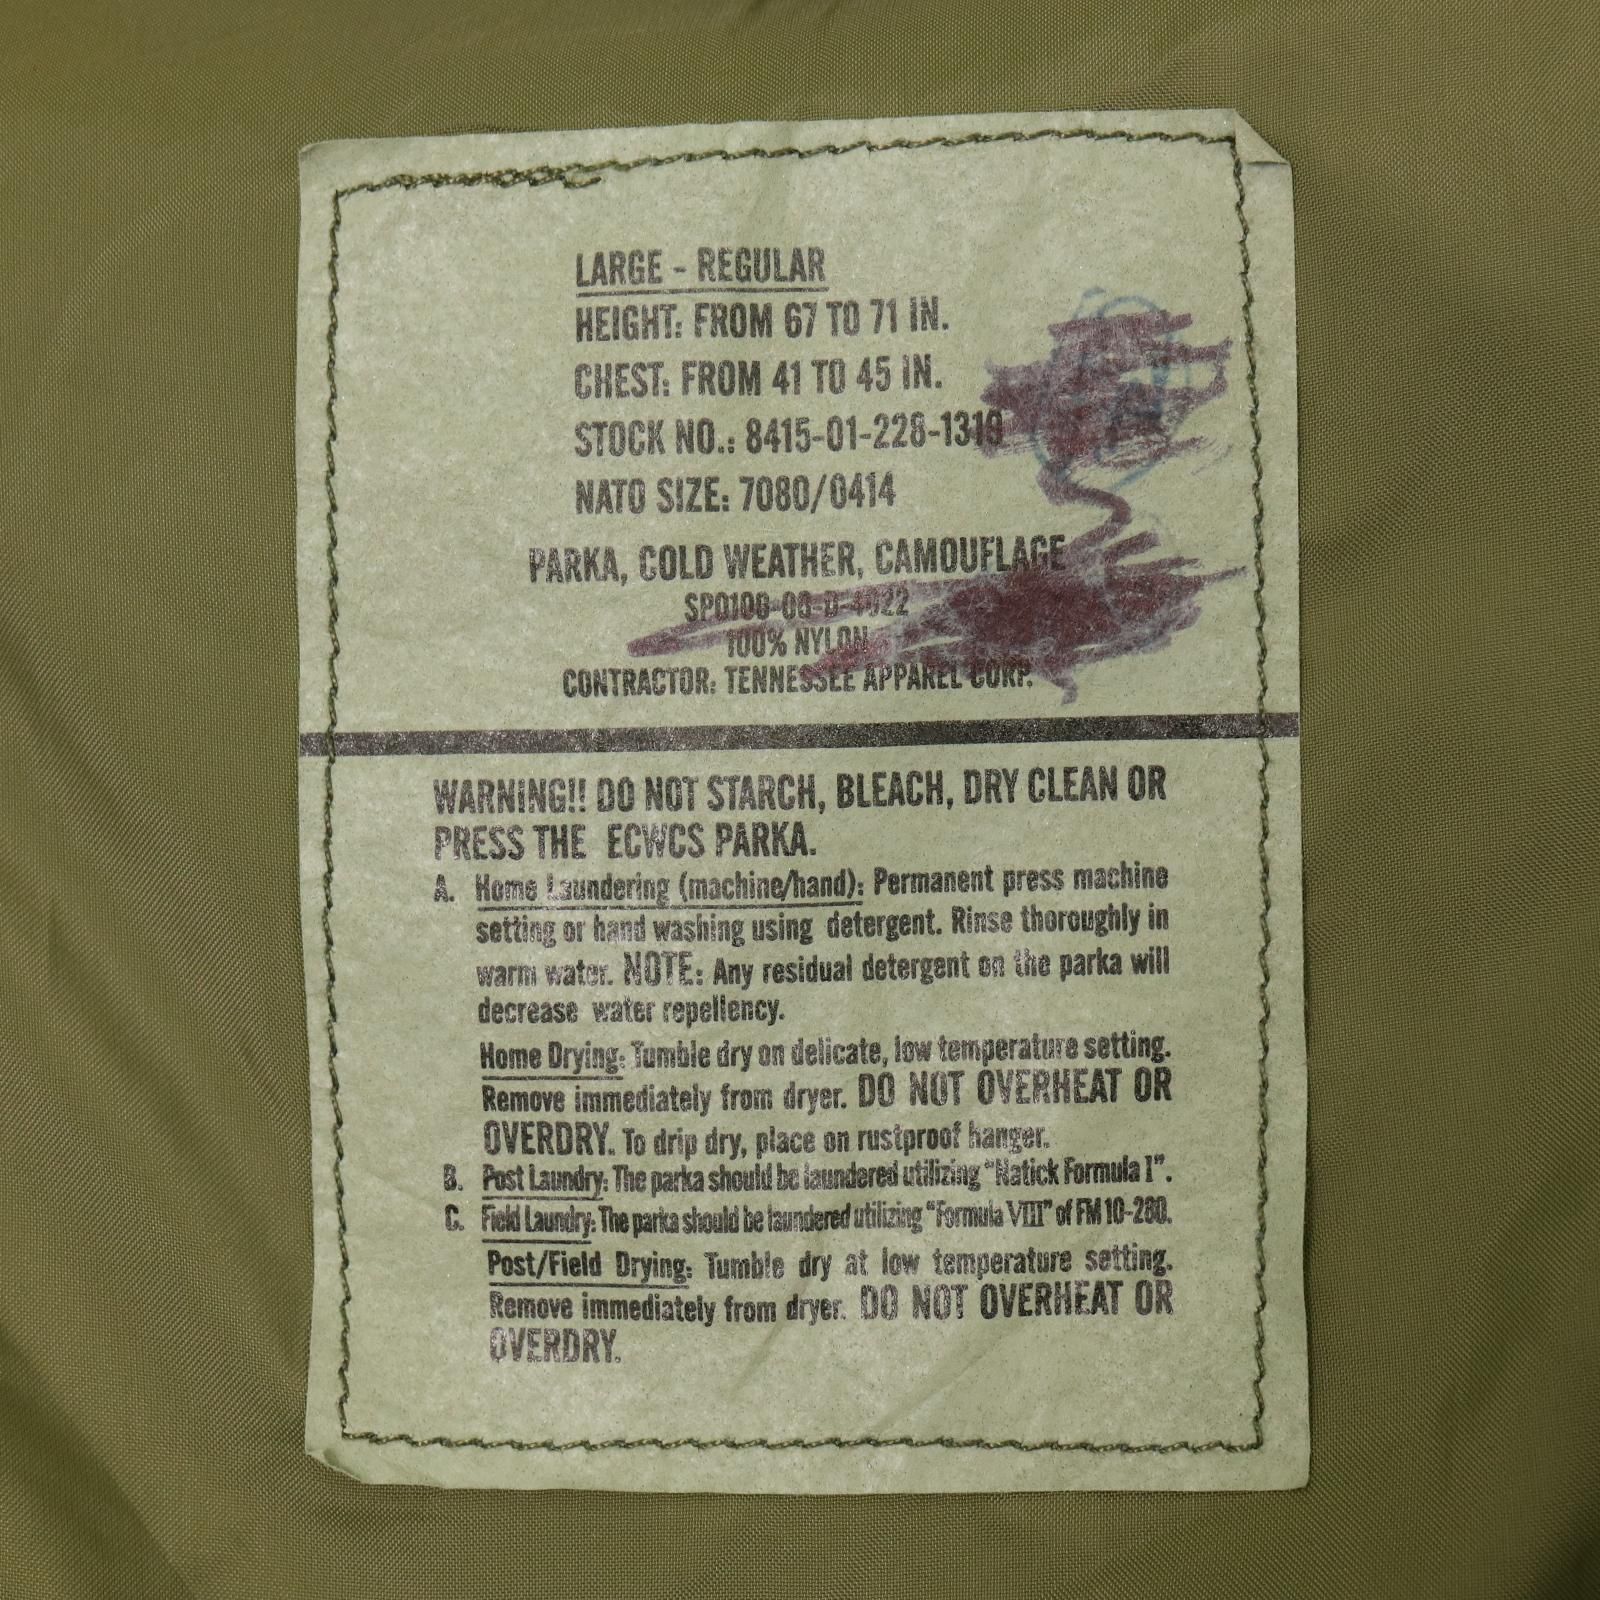 LARGE - REGULAR
HEIGHT: FROM 67 TO 71 IN.
CHEST: FROM 41 TO 45 IN.
STOCK NO.: 8415-01-228-1319
NATO SIZE: 7080/0414
PARKA, COLD WEATHER, CAMOUFLAGE
SPO100-00-D-4022
100% NYLON
CONTRACTOR: TENNESSEE APPAREL CORP.
WARNING!! DO NOT STARCH, BLEACH, DRY CLEAN OR
PRESS THE ECWCS PARKA.
A. Home Laundering (machine/hand): Permanent press machine
setting or hand washing using detergent. Rinse thoroughly in
warm water. NOTE: Any residual detergent on the parka will
decrease water repellency.
Home Drying: Tumble dry on delicate, low temperature setting.
Remove immediately from dryer. DO NOT OVERHEAT OR
OVERDRY. To drip dry, place on rustproof hanger.
B. Post Laundry: The parka should be laundered utilizing "Natick Formula I".
C. Field Laundry: The parka should be laundered utilizing "Formula VIII" of FM 10-280.
Post/Field Drying: Tumble dry at low temperature setting.
Remove immediately from dryer. DO NOT OVERHEAT OR
OVERDRY.